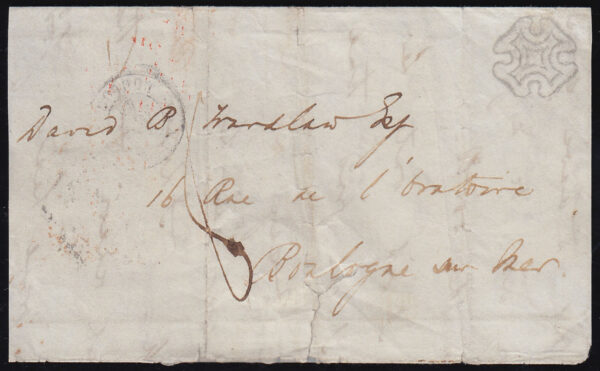 David B Wardlaw Esq
16 Rue de l'Oratoire
Boulogne sur Mer